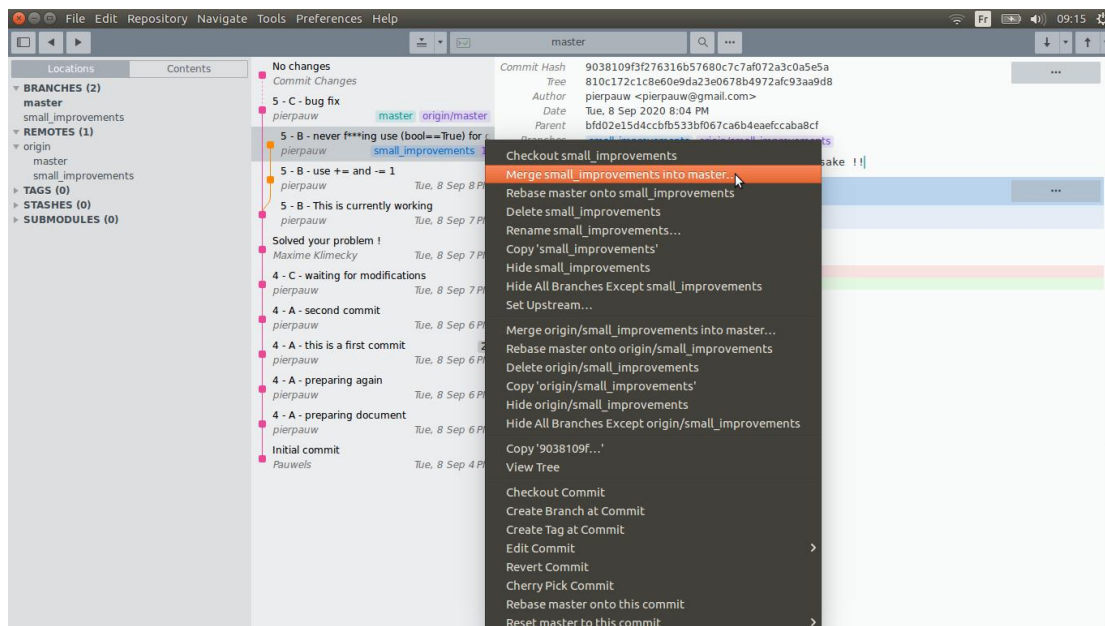 File Edit Repository Navigate Tools Preferences Help
Fr
09:15
master
Locations
Contents
BRANCHES (2)
master
small_improvements
REMOTES (1)
origin
master
small_improvements
TAGS (0)
STASHES (0)
SUBMODULES (0)
No changes
Commit Changes
5 - C - bug fix
pierpauw master origin/master
5 - B - never f***ing use (bool==True) for
pierpauw small_improvements
5 - B - use += and -= 1
pierpauw Tue, 8 Sep 8
5 - B - This is currently working
pierpauw Tue, 8 Sep 7
Solved your problem !
Maxime Klimecky Tue, 8 Sep 7
4 - C - waiting for modifications
pierpauw Tue, 8 Sep 7
4 - A - second commit
pierpauw Tue, 8 Sep 6
4 - A - this is a first commit 2
pierpauw Tue, 8 Sep 6
4 - A - preparing again
pierpauw Tue, 8 Sep 6
4 - A - preparing document
pierpauw Tue, 8 Sep 6
Initial commit
Pauwels Tue, 8 Sep 4
Commit Hash 9038109f3f276316b57680c7c7af072a3c0a5e5a
Tree 810c172c1c8e60e9da23e0678b4972afc93aa9d8
Author pierpauw <pierpauw@gmail.com>
Date Tue, 8 Sep 2020 8:04 PM
Parent bfd02e15d4ccbfb533bf067ca6b4eaefccaba8cf
Branches small_improvements origin/small_improvements
sake !!
Checkout small_improvements
Merge small_improvements into master...
Rebase master onto small_improvements
Delete small_improvements
Rename small_improvements...
Copy 'small_improvements'
Hide small_improvements
Hide All Branches Except small_improvements
Set Upstream...
Merge origin/small_improvements into master...
Rebase master onto origin/small_improvements
Delete origin/small_improvements
Copy 'origin/small_improvements'
Hide origin/small_improvements
Hide All Branches Except origin/small_improvements
Copy '9038109f...'
View Tree
Checkout Commit
Create Branch at Commit
Create Tag at Commit
Edit Commit
Revert Commit
Cherry Pick Commit
Rebase master onto this commit
Reset master to this commit